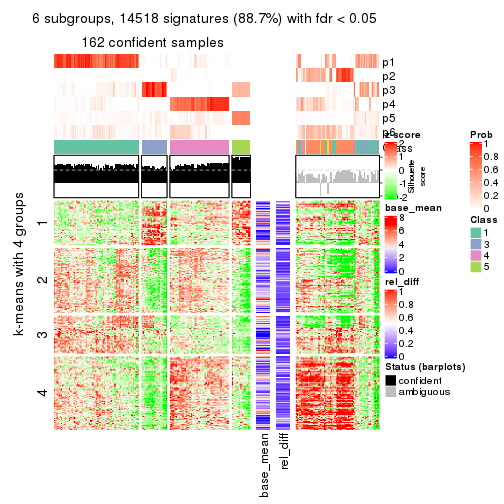 6 subgroups, 14518 signatures (88.7%) with fdr < 0.05
162 confident samples
p1
p2
p3
p4
p5
z-score
2
-2
Silhouette
score
Prob
1
0.8
0.6
0.4
0.2
0
base_mean
8
6
4
2
0
Class
1
3
4
5
rel_diff
1
0.8
0.6
0.4
0.2
0
Status (barplots)
confident
ambiguous
k-means with 4 groups
1
2
3
4
base_mean
rel_diff